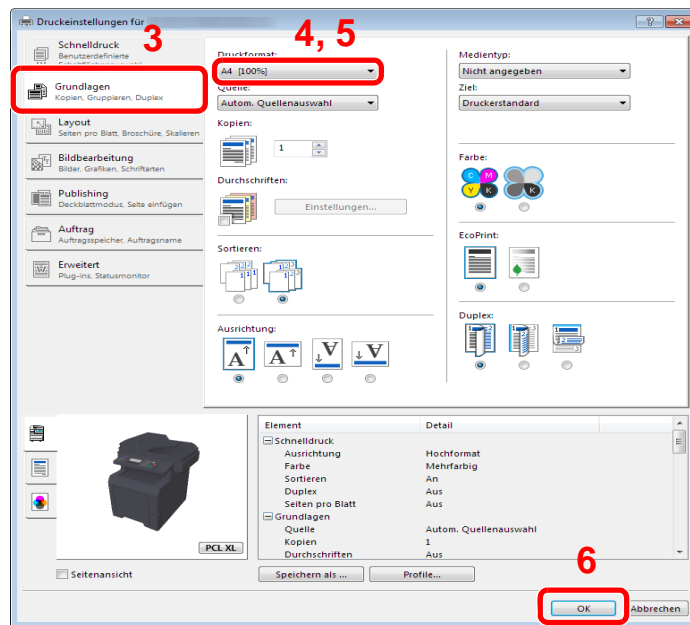 Druckeinstellungen für
3
4, 5
Schnelldruck
Benutzerdefinierte
Grundlagen
Kopien, Gruppieren, Duplex
Layout
Seiten pro Blatt, Broschüre, Skalieren
Bildbearbeitung
Bilder, Grafiken, Schriftarten
Publishing
Deckblattmodus, Seite einfügen
Auftrag
Auftragsspeicher, Auftragsname
Erweitert
Plug-ins, Statusmonitor
Druckformat:
A4 [100%]
Quelle:
Autom. Quellenauswahl
Kopien:
1
Durchschriften:
Einstellungen...
Sortieren:
Ausrichtung:
Medientyp:
Nicht angegeben
Ziel:
Druckerstandard
Farbe:
C M
Y K
K
EcoPrint:
Duplex:
PCL XL
Element Detail
Schnelldruck
Ausrichtung Hochformat
Farbe Mehrfarbig
Sortieren An
Duplex Aus
Seiten pro Blatt Aus
Grundlagen
Quelle Autom. Quellenauswahl
Kopien 1
Durchschriften Aus
Seitenansicht
Speichern als ... Profile...
6
OK Abbrechen